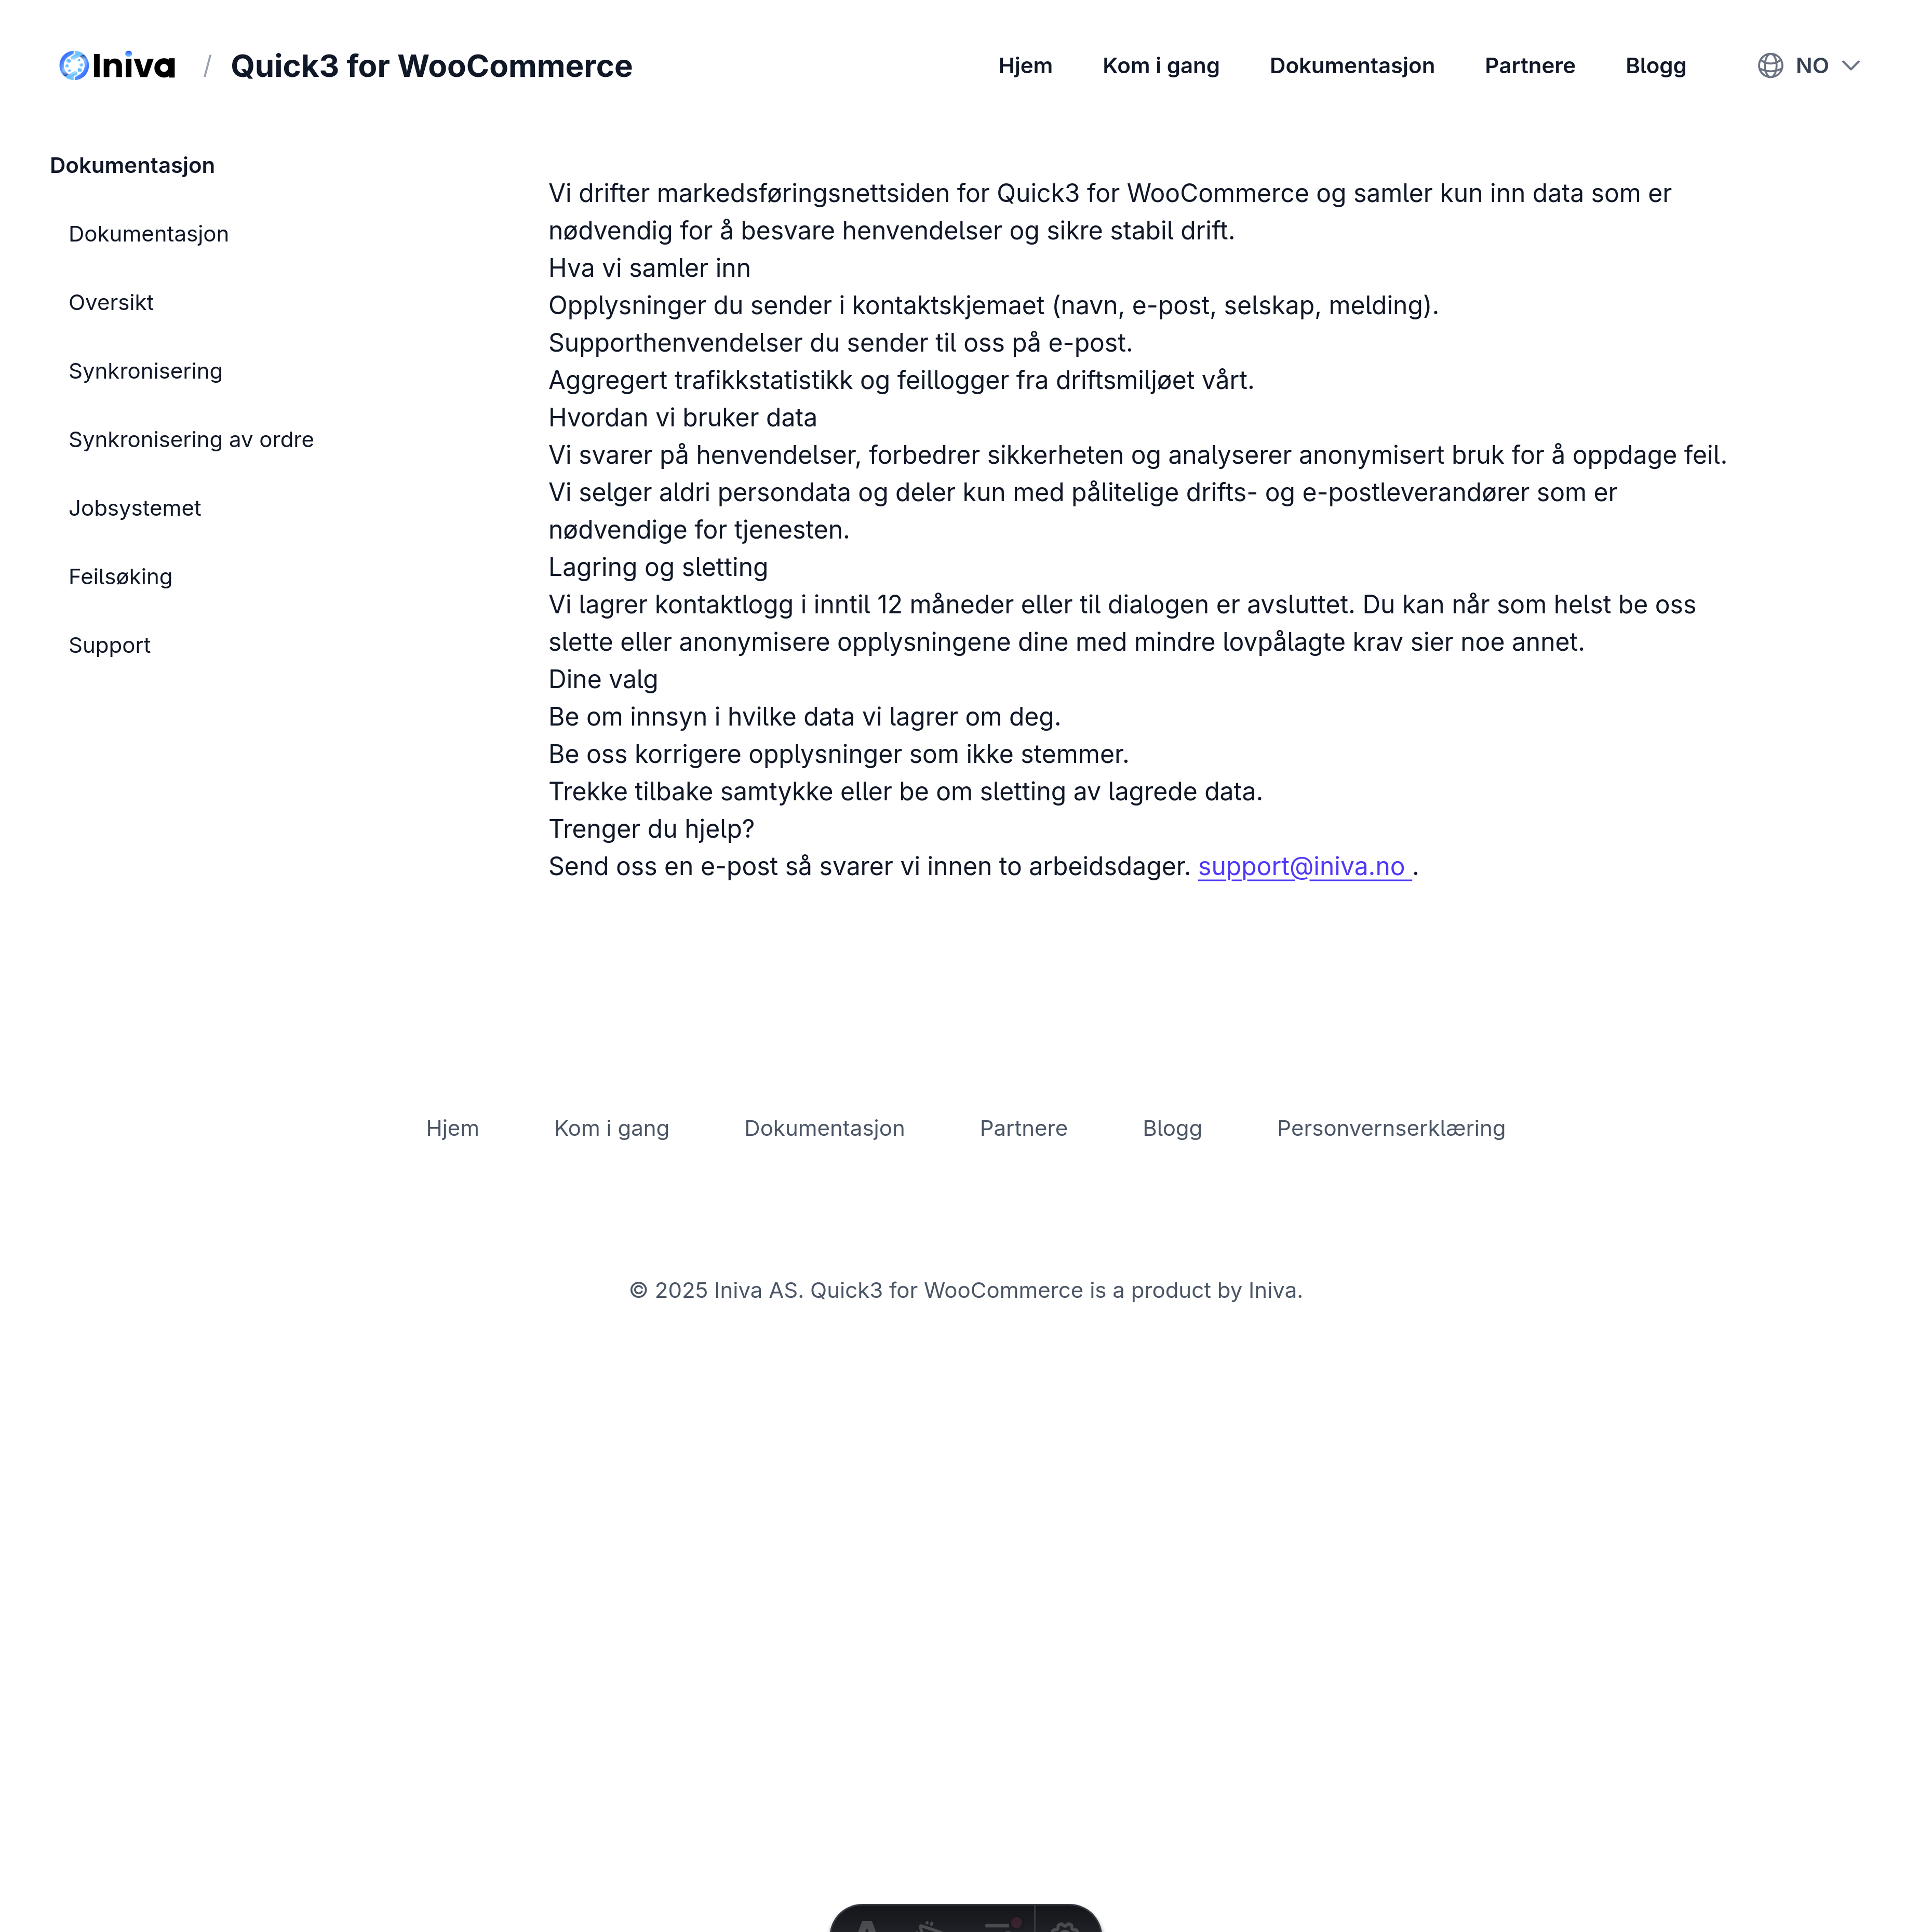 Iniva / Quick3 for WooCommerce
Hjem Kom i gang Dokumentasjon Partnere Blogg NO
Dokumentasjon
Dokumentasjon
Oversikt
Synkronisering
Synkronisering av ordre
Jobsystemet
Feilsøking
Support
Vi drifter markedsføringsnettsiden for Quick3 for WooCommerce og samler kun inn data som er
nødvendig for å besvare henvendelser og sikre stabil drift.
Hva vi samler inn
Opplysninger du sender i kontaktskjemaet (navn, e-post, selskap, melding).
Supporthenvendelser du sender til oss på e-post.
Aggregert trafikkstatistikk og feillogger fra driftsmiljøet vårt.
Hvordan vi bruker data
Vi svarer på henvendelser, forbedrer sikkerheten og analyserer anonymisert bruk for å oppdage feil.
Vi selger aldri persondata og deler kun med pålitelige drifts- og e-postleverandører som er
nødvendige for tjenesten.
Lagring og sletting
Vi lagrer kontaktlogg i inntil 12 måneder eller til dialogen er avsluttet. Du kan når som helst be oss
slette eller anonymisere opplysningene dine med mindre lovpålagte krav sier noe annet.
Dine valg
Be om innsyn i hvilke data vi lagrer om deg.
Be oss korrigere opplysninger som ikke stemmer.
Trekke tilbake samtykke eller be om sletting av lagrede data.
Trenger du hjelp?
Send oss en e-post så svarer vi innen to arbeidsdager. support@iniva.no .
Hjem Kom i gang Dokumentasjon Partnere Blogg Personvernserklæring
© 2025 Iniva AS. Quick3 for WooCommerce is a product by Iniva.